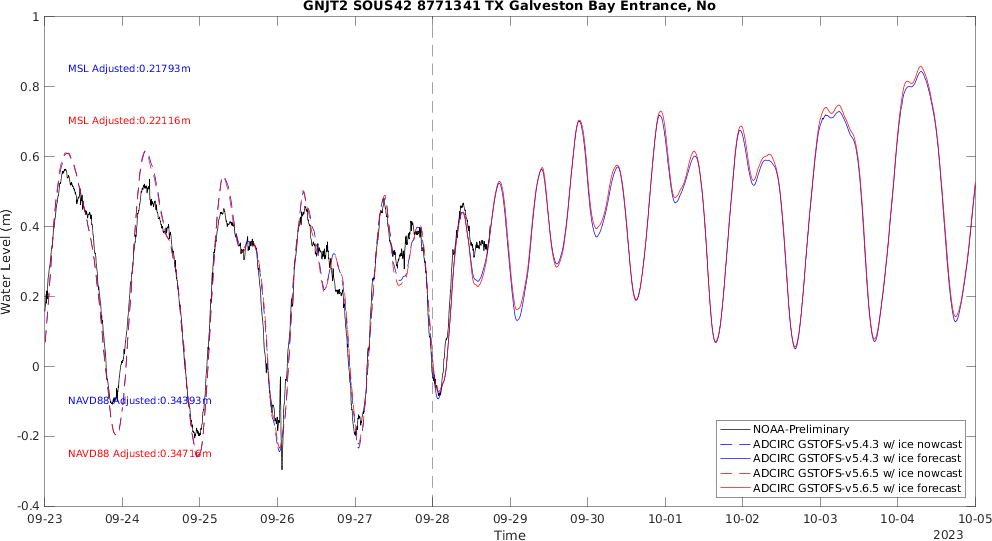 GNJT2 SOUS42 8771341 TX Galveston Bay Entrance, No
Water Level (m)
1
0.8
0.6
0.4
0.2
0
-0.2
-0.4
MSL Adjusted:0.21793m
MSL Adjusted:0.22116m
NAVD88 Adjusted:0.34393m
NAVD88 Adjusted:0.34716m
NOAA-Preliminary
ADCIRC GSTOFS-v5.4.3 w/ ice nowcast
ADCIRC GSTOFS-v5.4.3 w/ ice forecast
ADCIRC GSTOFS-v5.6.5 w/ ice nowcast
ADCIRC GSTOFS-v5.6.5 w/ ice forecast
09-23 09-24 09-25 09-26 09-27 09-28 09-29 09-30 10-01 10-02 10-03 10-04 10-05
Time
2023